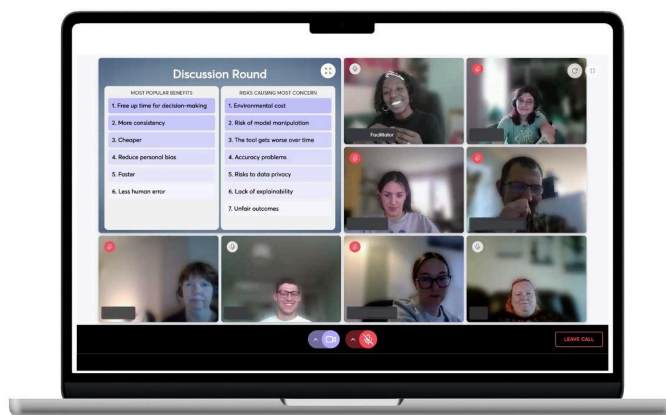 Discussion Round
MOST POPULAR BENEFITS
1. Free up time for decision-making
2. More consistency
3. Cheaper
4. Reduce personal bias
5. Faster
6. Less human error
RISKS CAUSING MOST CONCERN
1. Environmental cost
2. Risk of model manipulation
3. The tool gets worse over time
4. Accuracy problems
5. Risks to data privacy
6. Lack of explainability
7. Unfair outcomes
Facilitator
LEAVE CALL